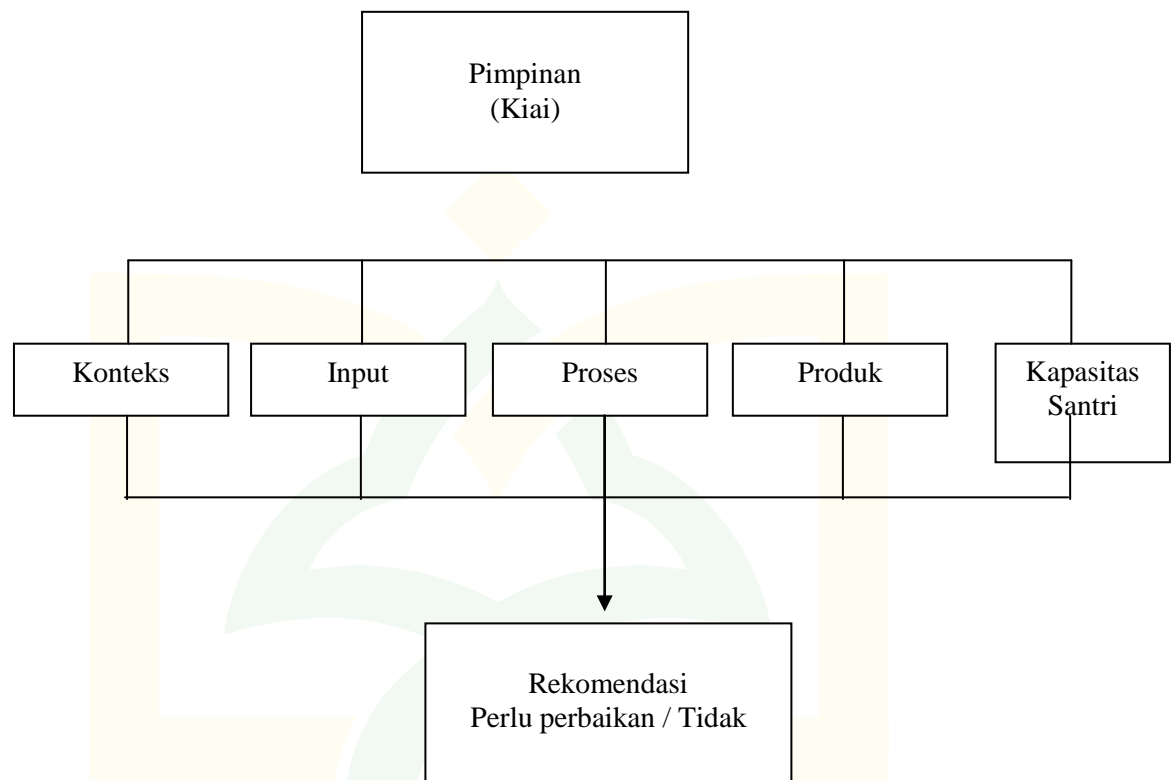 Pimpinan
(Kiai)
Konteks
Input
Proses
Produk
Kapasitas
Santri
Rekomendasi
Perlu perbaikan / Tidak